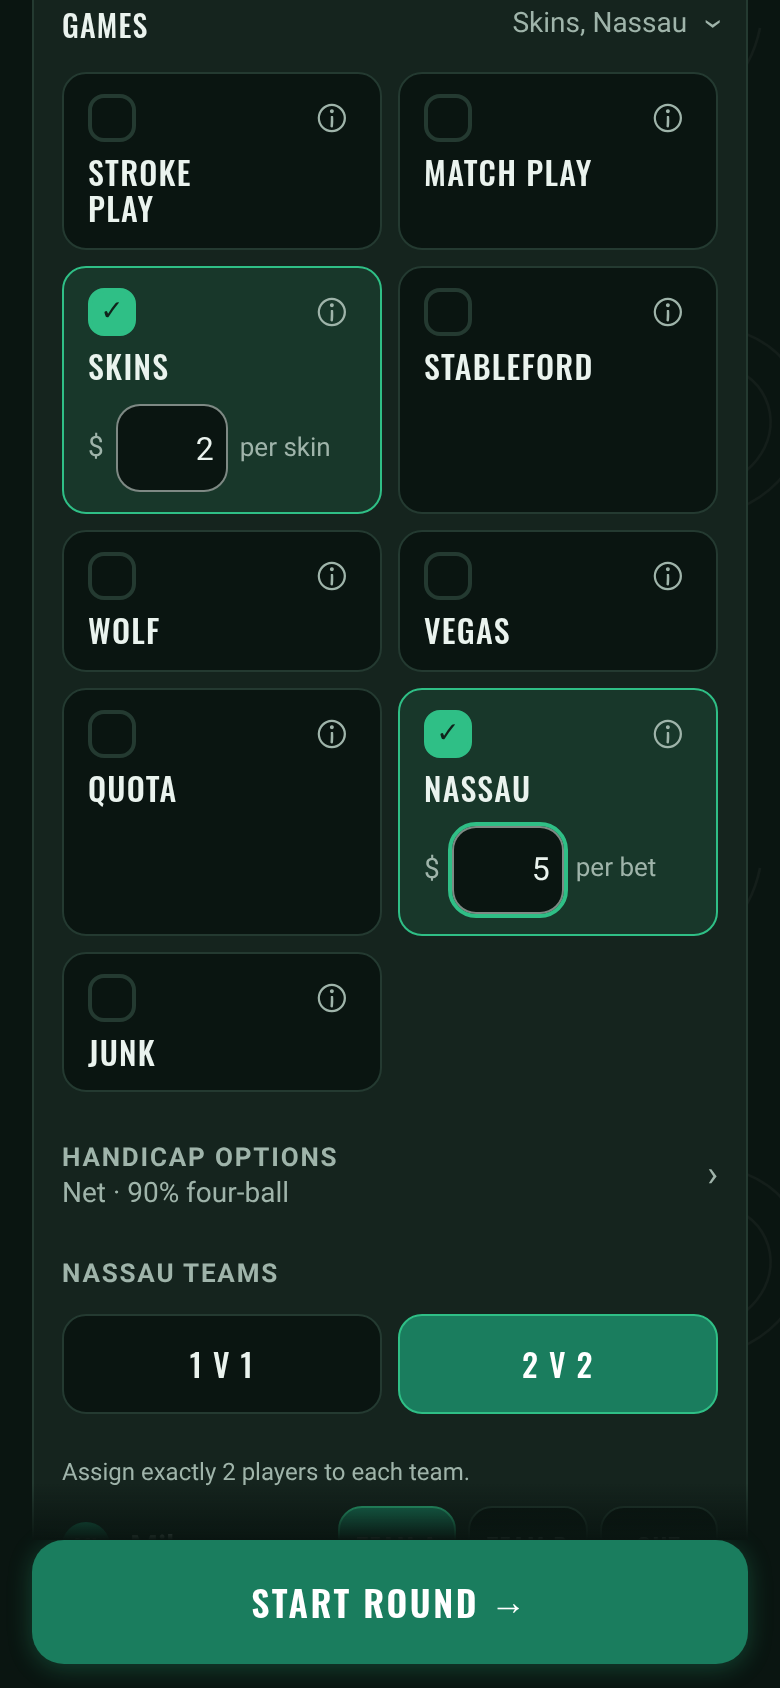 GAMES
Skins, Nassau
STROKE
PLAY
MATCH PLAY
✓
SKINS
$ 2 per skin
STABLEFORD
WOLF
VEGAS
QUOTA
✓
NASSAU
$ 5 per bet
JUNK
HANDICAP OPTIONS
Net · 90% four-ball
›
NASSAU TEAMS
1 V 1
2 V 2
Assign exactly 2 players to each team.
START ROUND →